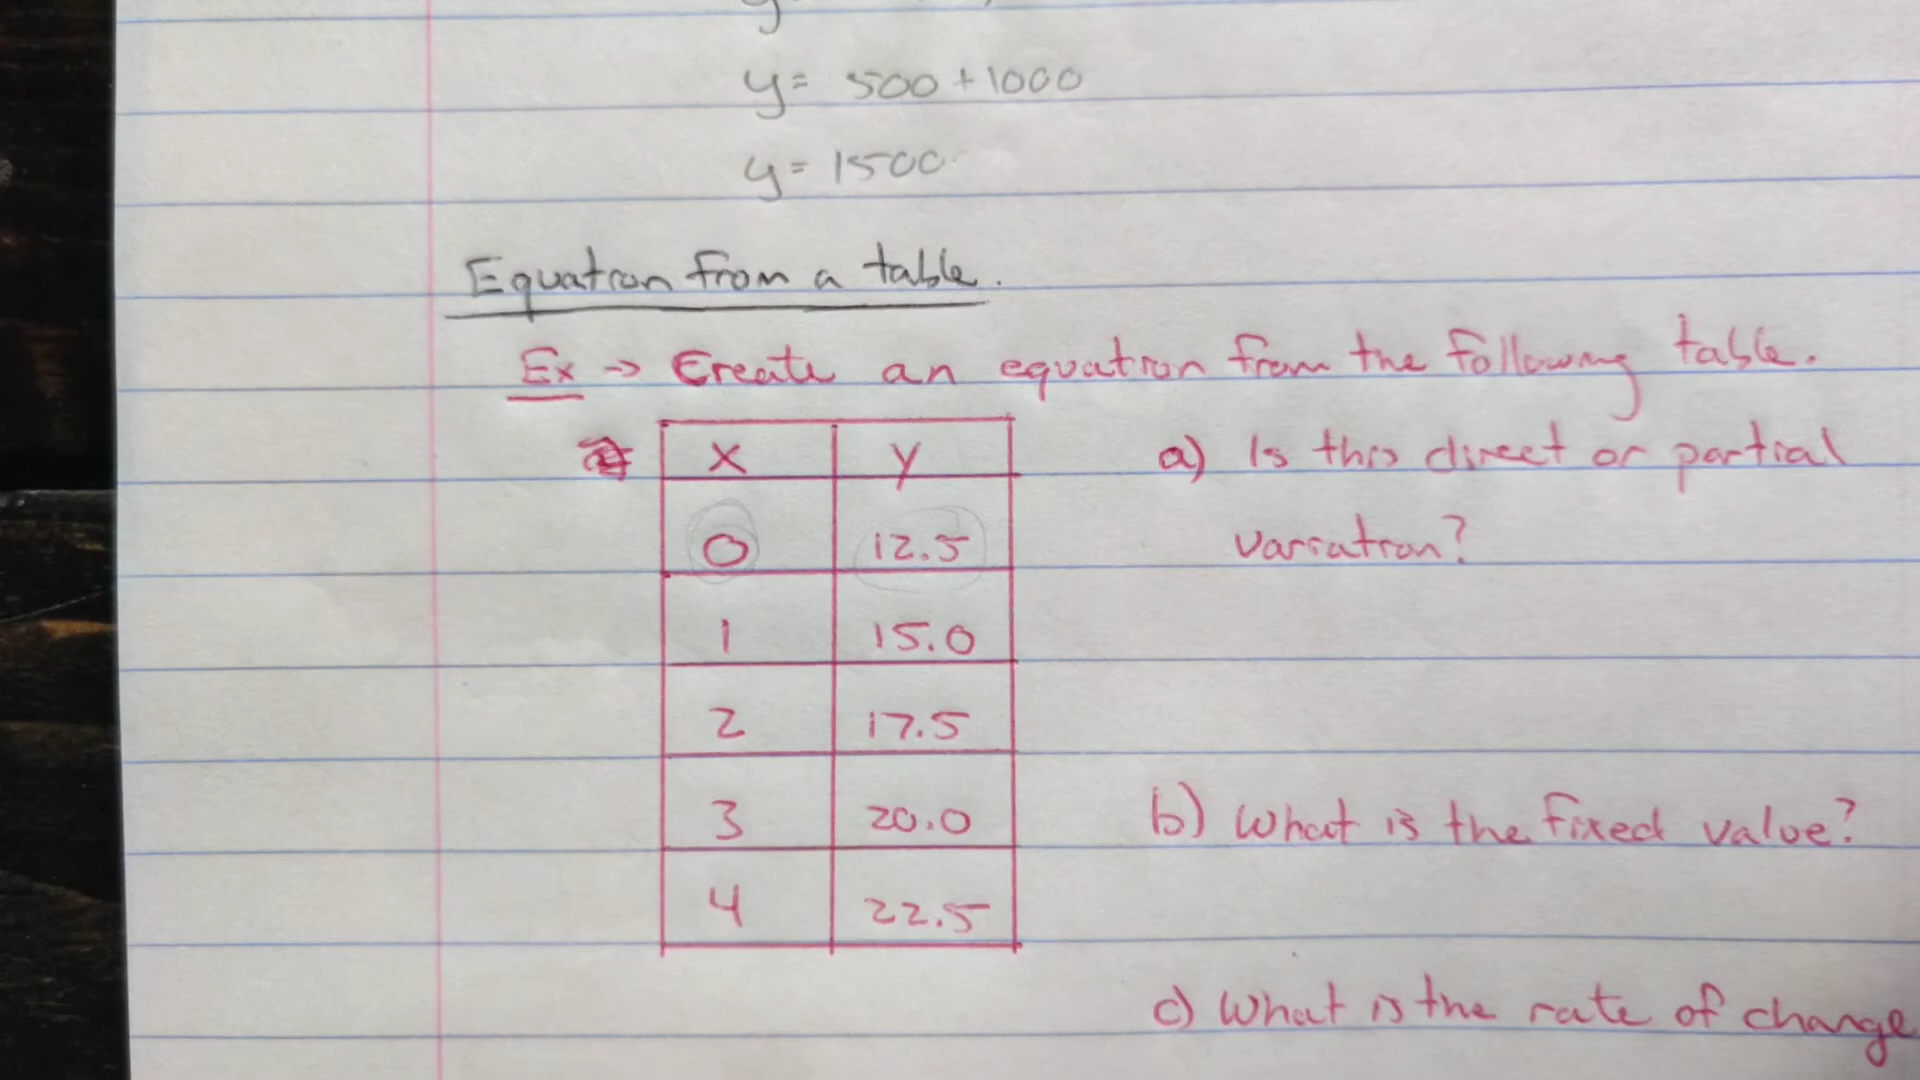 y = 500 + 1000
y = 1500
Equation from a table.
Ex → Create an equation from the following table.
x y
0 12.5
1 15.0
2 17.5
3 20.0
4 22.5
a) Is this direct or partial
variation?
b) What is the fixed value?
c) What is the rate of change